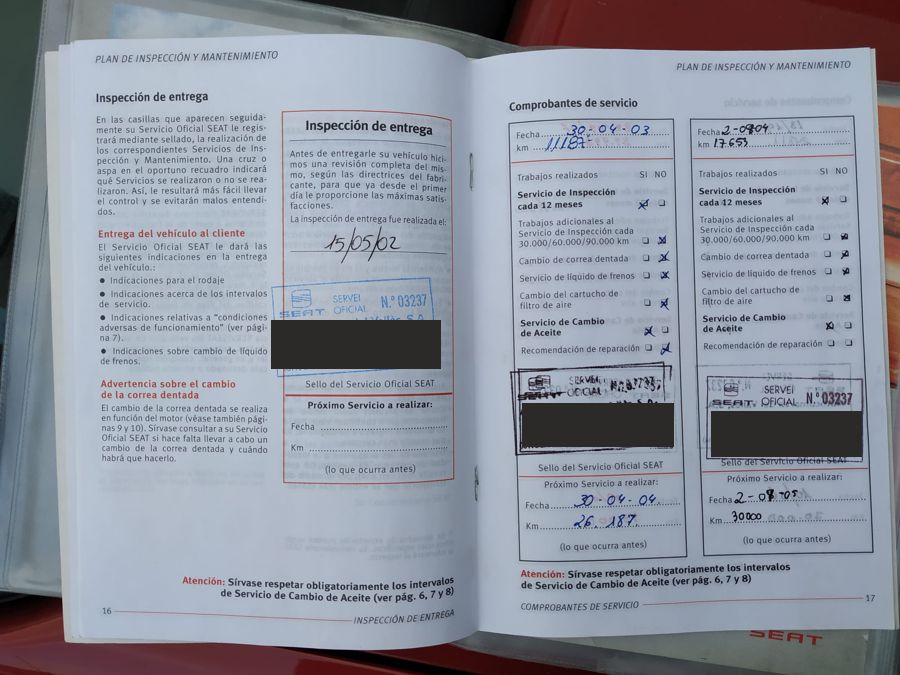 PLAN DE INSPECCIÓN Y MANTENIMIENTO
Inspección de entrega
En las casillas que aparecen seguida-
mente su Servicio Oficial SEAT le regis-
trará mediante sellado, la realización de
los correspondientes Servicios de Ins-
pección y Mantenimiento. Una cruz o
aspa en el oportuno recuadro indicará
qué Servicios se realizaron o no se rea-
lizaron. Así, le resultará más fácil llevar
el control y se evitarán malos entendi-
dos.
Entrega del vehículo al cliente
El Servicio Oficial SEAT le dará las
siguientes indicaciones en la entrega
del vehículo.:
● Indicaciones para el rodaje
● Indicaciones acerca de los intervalos
de servicio.
● Indicaciones relativas a “condiciones
adversas de funcionamiento” (ver pági-
na 7).
● Indicaciones sobre cambio de líquido
de frenos.
Advertencia sobre el cambio
de la correa dentada
El cambio de la correa dentada se realiza
en función del motor (véase también pági-
nas 9 y 10). Sírvase consultar a su Servicio
Oficial SEAT si hace falta llevar a cabo un
cambio de la correa dentada y cuándo
habrá que hacerlo.
Inspección de entrega
Antes de entregarle su vehículo hici-
mos una revisión completa del mis-
mo, según las directrices del fabri-
cante, para que ya desde el primer
día le proporcione las máximas satis-
facciones.
La inspección de entrega fue realizada el:
15/05/02
SEAT SERVEI OFICIAL N.º 03237
Sello del Servicio Oficial SEAT
Próximo Servicio a realizar:
Fecha
Km
(lo que ocurra antes)
Atención: Sírvase respetar obligatoriamente los intervalos
de Servicio de Cambio de Aceite (ver pág. 6, 7 y 8)
16
INSPECCIÓN DE ENTREGA
PLAN DE INSPECCIÓN Y MANTENIMIENTO
Comprobantes de servicio
Fecha 30-04-03
km 11187
Trabajos realizados SI NO
Servicio de Inspección
cada 12 meses
Trabajos adicionales al
Servicio de Inspección cada
30.000/60.000/90.000 km
Cambio de correa dentada
Servicio de líquido de frenos
Cambio del cartucho de
filtro de aire
Servicio de Cambio
de Aceite
Recomendación de reparación
SEAT SERVEI OFICIAL
Sello del Servicio Oficial SEAT
Próximo Servicio a realizar:
Fecha 30-04-04
Km 26.187
(lo que ocurra antes)
Fecha
km 17653
Trabajos realizados SI NO
Servicio de Inspección
cada 12 meses
Trabajos adicionales al
Servicio de Inspección cada
30.000/60.000/90.000 km
Cambio de correa dentada
Servicio de líquido de frenos
Cambio del cartucho de
filtro de aire
Servicio de Cambio
de Aceite
Recomendación de reparación
SEAT SERVEI OFICIAL N.º 03237
Sello del Servicio Oficial SEAT
Próximo Servicio a realizar:
Fecha
Km 30000
(lo que ocurra antes)
Atención: Sírvase respetar obligatoriamente los intervalos
de Servicio de Cambio de Aceite (ver pág. 6, 7 y 8)
COMPROBANTES DE SERVICIO
17
SEAT